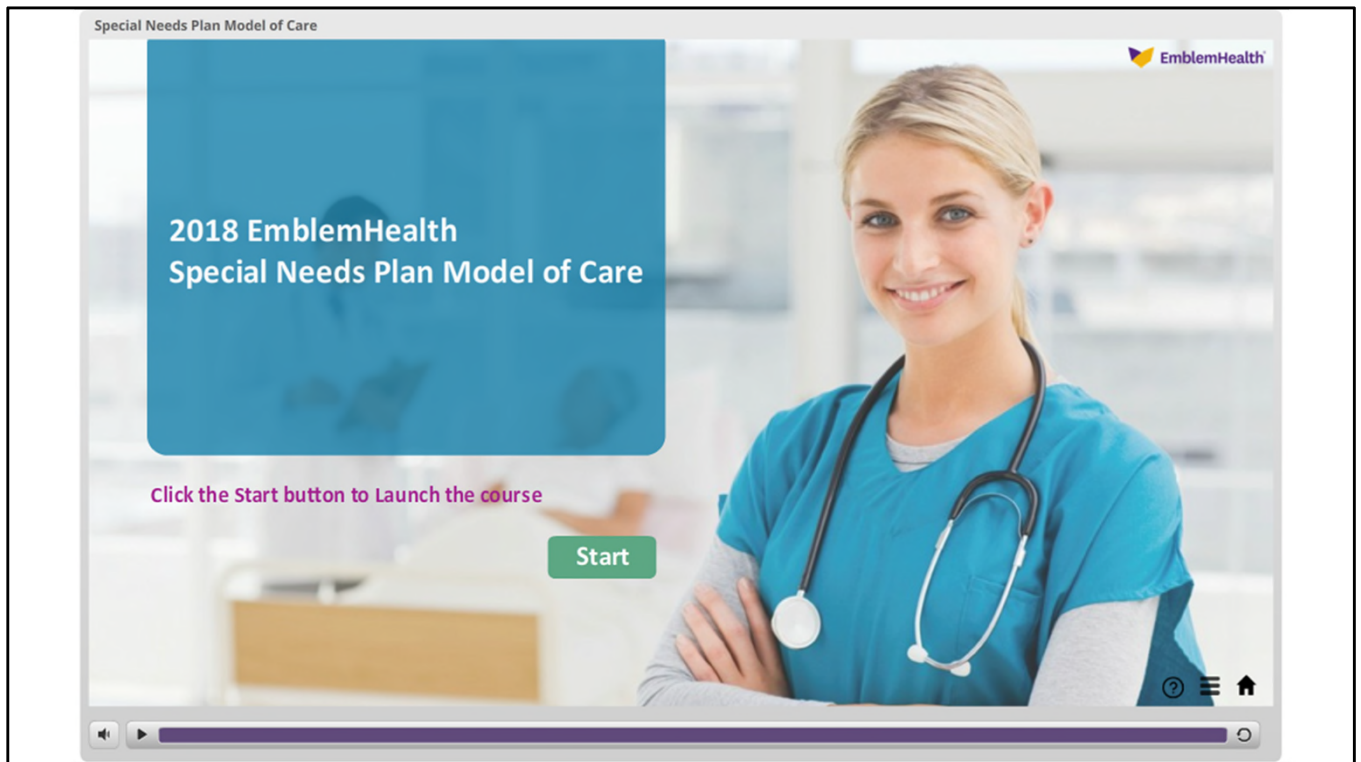 Special Needs Plan Model of Care
EmblemHealth
2018 EmblemHealth
Special Needs Plan Model of Care
Click the Start button to Launch the course
Start
?